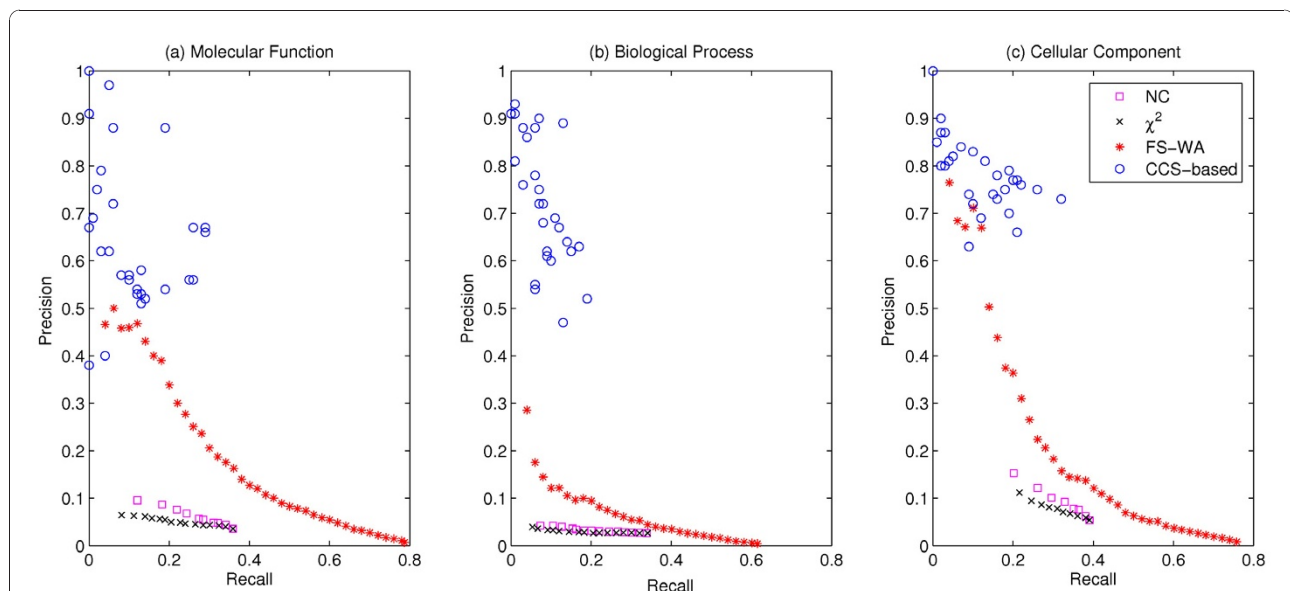 (a) Molecular Function
1
0.9
0.8
0.7
0.6
0.5
0.4
0.3
0.2
0.1
0
Precision
0 0.2 0.4 0.6 0.8
Recall
(b) Biological Process
1
0.9
0.8
0.7
0.6
0.5
0.4
0.3
0.2
0.1
0
Precision
0 0.2 0.4 0.6 0.8
Recall
(c) Cellular Component
1
0.9
0.8
0.7
0.6
0.5
0.4
0.3
0.2
0.1
0
Precision
0 0.2 0.4 0.6 0.8
Recall
NC
χ²
FS-WA
CCS-based